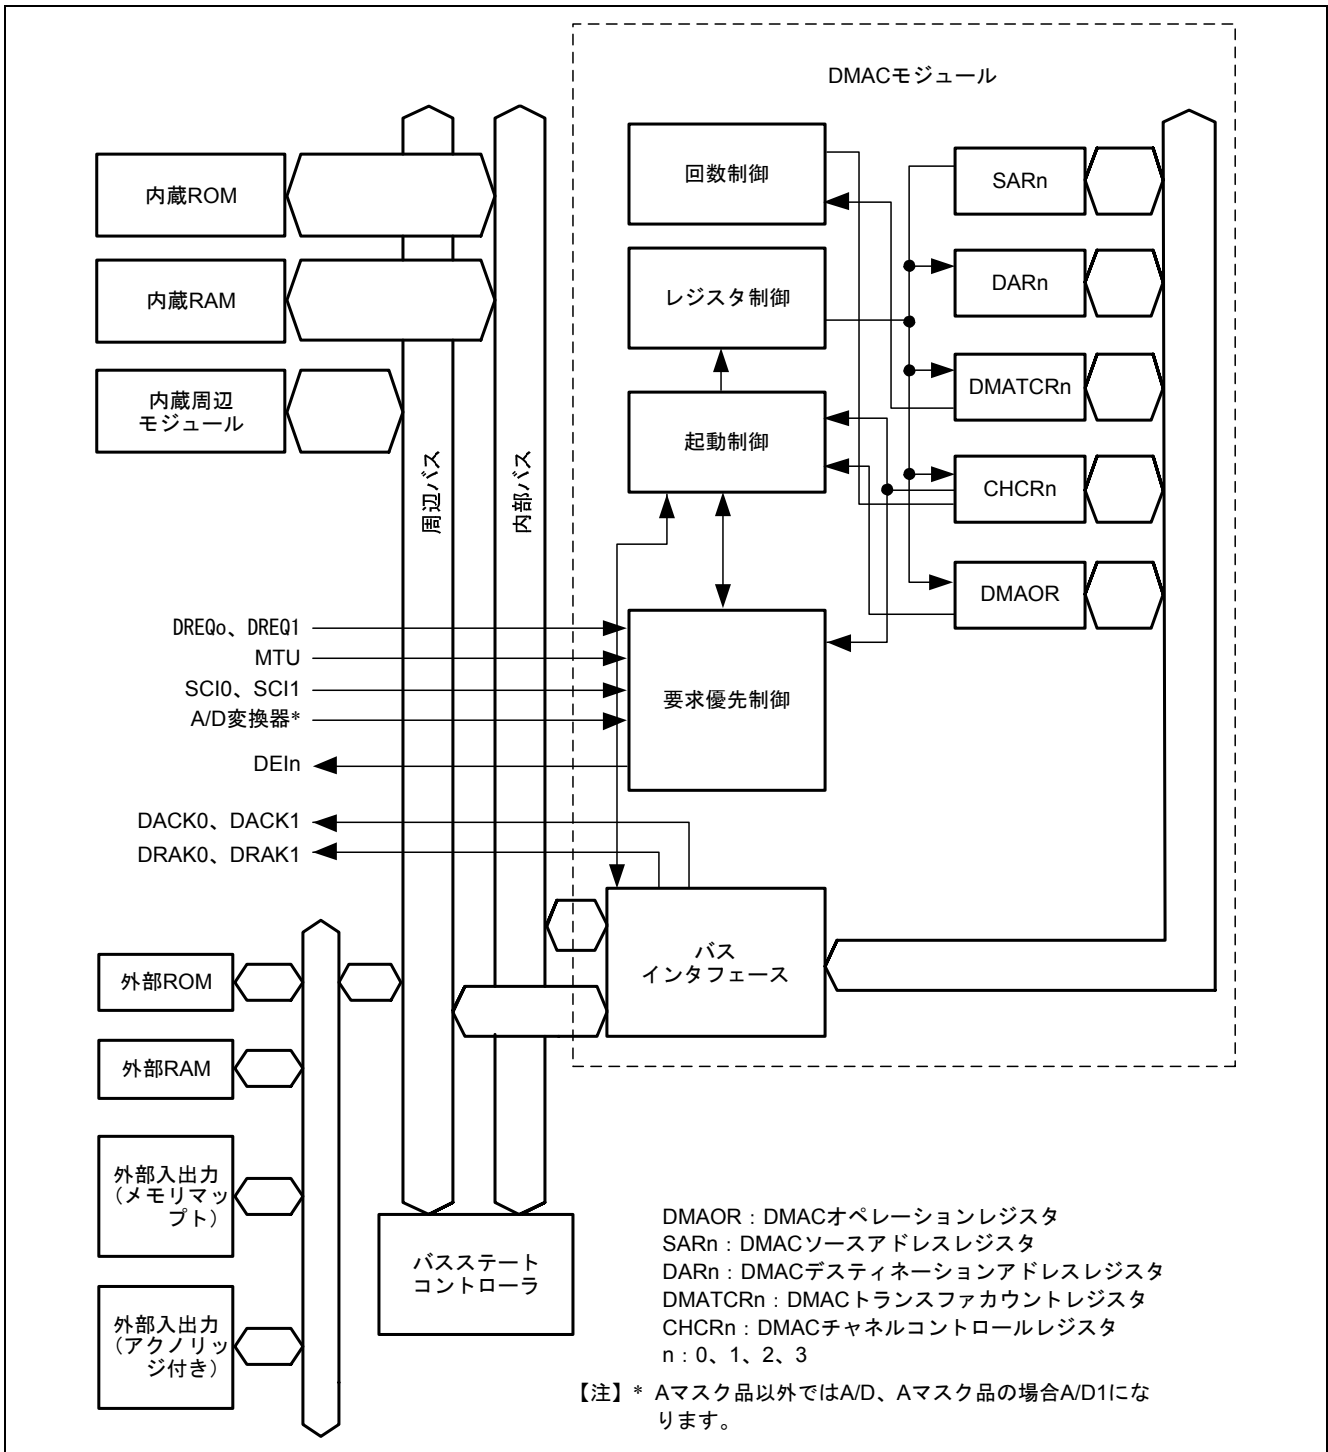 DMACモジュール
内蔵ROM
内蔵RAM
内蔵周辺
モジュール
周辺バス
内部バス
回数制御
レジスタ制御
起動制御
要求優先制御
SARn
DARn
DMATCRn
CHCRn
DMAOR
DREQo、DREQ1
MTU
SCI0、SCI1
A/D変換器*
DEIn
DACK0、DACK1
DRAK0、DRAK1
バス
インタフェース
外部ROM
外部RAM
外部入出力
（メモリマッ
プト）
外部入出力
（アクノリッ
ジ付き）
バスステート
コントローラ
DMAOR：DMACオペレーションレジスタ
SARn：DMACソースアドレスレジスタ
DARn：DMACデスティネーションアドレスレジスタ
DMATCRn：DMACトランスファカウントレジスタ
CHCRn：DMACチャネルコントロールレジスタ
n：0、1、2、3
【注】* Aマスク品以外ではA/D、Aマスク品の場合A/D1にな
ります。